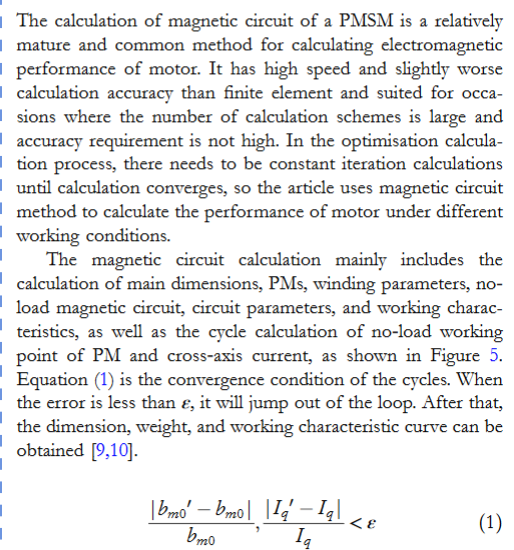 The calculation of magnetic circuit of a PMSM is a relatively
mature and common method for calculating electromagnetic
performance of motor. It has high speed and slightly worse
calculation accuracy than finite element and suited for occa-
sions where the number of calculation schemes is large and
accuracy requirement is not high. In the optimisation calcula-
tion process, there needs to be constant iteration calculations
until calculation converges, so the article uses magnetic circuit
method to calculate the performance of motor under different
working conditions.
The magnetic circuit calculation mainly includes the
calculation of main dimensions, PMs, winding parameters, no-
load magnetic circuit, circuit parameters, and working charac-
teristics, as well as the cycle calculation of no-load working
point of PM and cross-axis current, as shown in Figure 5.
Equation (1) is the convergence condition of the cycles. When
the error is less than ε, it will jump out of the loop. After that,
the dimension, weight, and working characteristic curve can be
obtained [9,10].
|b_{m0}′ − b_{m0}| / b_{m0}, |I_q′ − I_q| / I_q < ε (1)